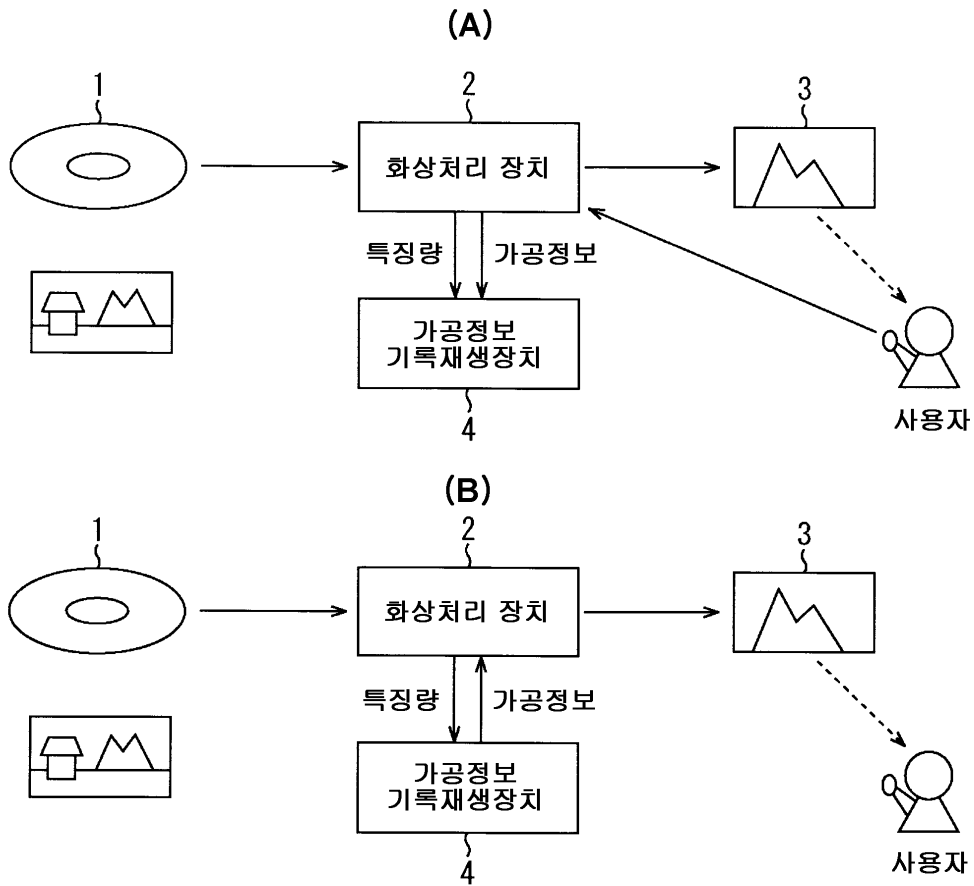 (A)
1
2
3
화상처리 장치
특징량
가공정보
가공정보
기록재생장치
4
사용자
(B)
1
2
3
화상처리 장치
특징량
가공정보
가공정보
기록재생장치
4
사용자